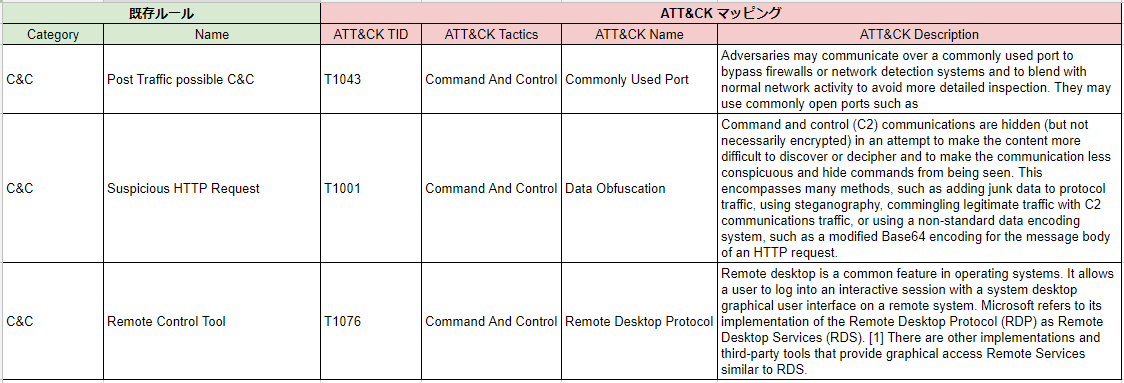 既存ルール ATT&CK マッピング
Category Name ATT&CK TID ATT&CK Tactics ATT&CK Name ATT&CK Description
C&C Post Traffic possible C&C T1043 Command And Control Commonly Used Port
Adversaries may communicate over a commonly used port to
bypass firewalls or network detection systems and to blend with
normal network activity to avoid more detailed inspection. They may
use commonly open ports such as
C&C Suspicious HTTP Request T1001 Command And Control Data Obfuscation
Command and control (C2) communications are hidden (but not
necessarily encrypted) in an attempt to make the content more
difficult to discover or decipher and to make the communication less
conspicuous and hide commands from being seen. This
encompasses many methods, such as adding junk data to protocol
traffic, using steganography, commingling legitimate traffic with C2
communications traffic, or using a non-standard data encoding
system, such as a modified Base64 encoding for the message body
of an HTTP request.
C&C Remote Control Tool T1076 Command And Control Remote Desktop Protocol
Remote desktop is a common feature in operating systems. It allows
a user to log into an interactive session with a system desktop
graphical user interface on a remote system. Microsoft refers to its
implementation of the Remote Desktop Protocol (RDP) as Remote
Desktop Services (RDS). [1] There are other implementations and
third-party tools that provide graphical access Remote Services
similar to RDS.